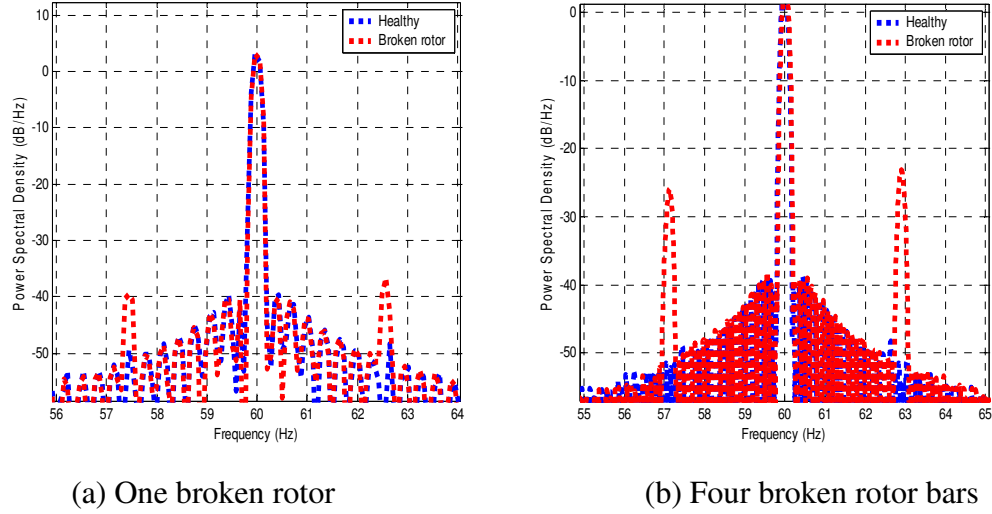 10
0
-10
-20
-30
-40
-50
Power Spectral Density (dB/Hz)
56 57 58 59 60 61 62 63 64
Frequency (Hz)
Healthy
Broken rotor
(a) One broken rotor
1
-1
-10
-20
-30
-40
-50
Power Spectral Density (dB/Hz)
55 56 57 58 59 60 61 62 63 64 65
Frequency (Hz)
Healthy
Broken rotor
(b) Four broken rotor bars